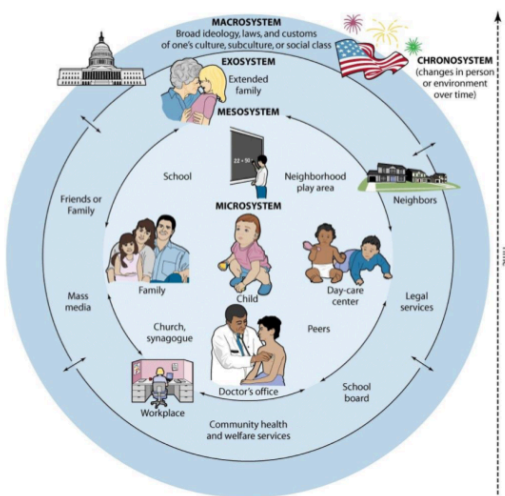 MACROSYSTEM
Broad ideology, laws, and customs
of one's culture, subculture, or social class
EXOSYSTEM
Extended
family
CHRONOSYSTEM
(changes in person
or environment
over time)
MESOSYSTEM
22 + 50
School
Neighborhood
play area
Friends or
Family
Neighbors
MICROSYSTEM
Family
Child
Day-care
center
Mass
media
Legal
services
Church,
synagogue
Peers
Doctor's office
Workplace
School
board
Community health
and welfare services